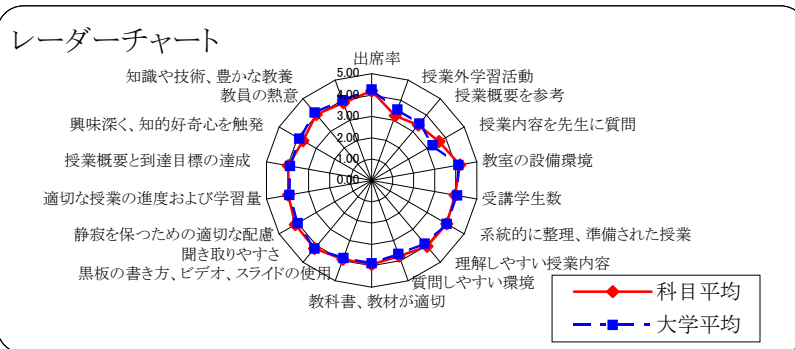 レーダーチャート
出席率
授業外学習活動
授業概要を参考
授業内容を先生に質問
教室の設備環境
受講学生数
系統的に整理、準備された授業
理解しやすい授業内容
質問しやすい環境
教科書、教材が適切
黒板の書き方、ビデオ、スライドの使用
聞き取りやすさ
静寂を保つための適切な配慮
適切な授業の進度および学習量
授業概要と到達目標の達成
興味深く、知的好奇心を触発
教員の熱意
知識や技術、豊かな教養
5.00
4.00
3.00
2.00
1.00
0.00
科目平均
大学平均